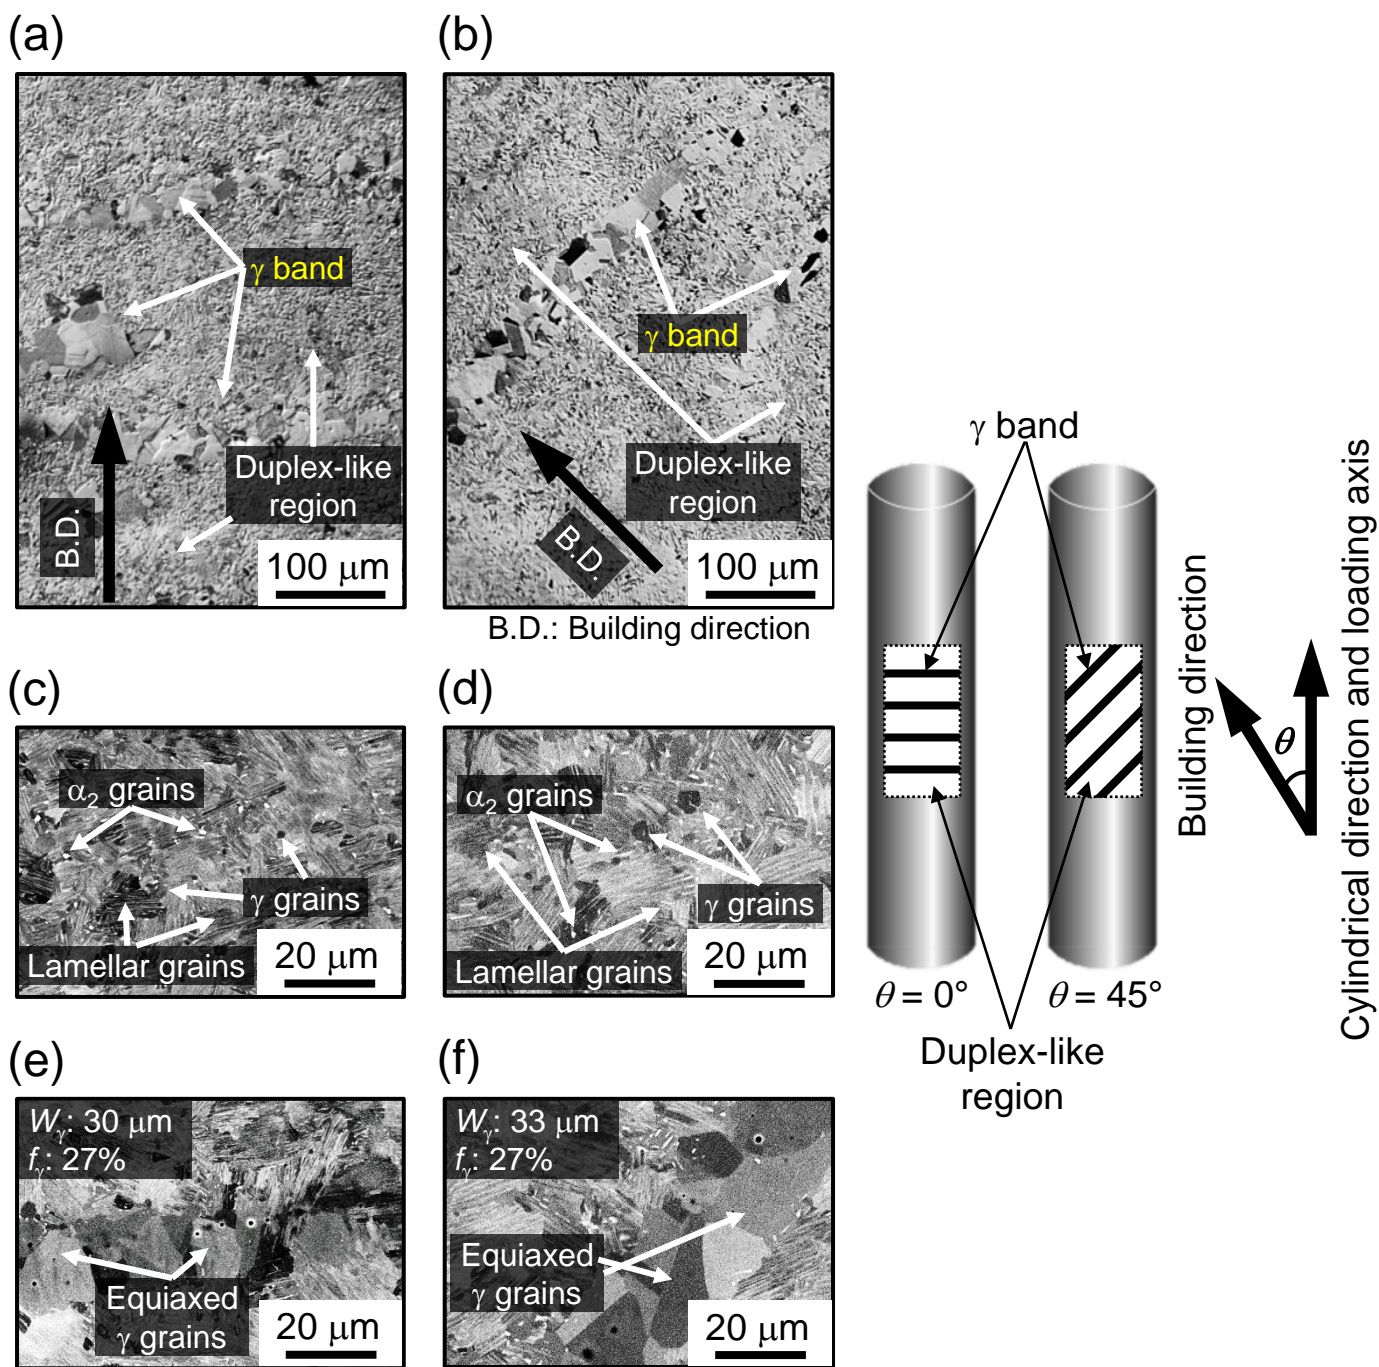 (a)
γ band
Duplex-like
region
B.D.
100 μm
(b)
γ band
Duplex-like
region
B.D.
100 μm
B.D.: Building direction
(c)
α₂ grains
γ grains
Lamellar grains
20 μm
(d)
α₂ grains
γ grains
Lamellar grains
20 μm
(e)
Wᵧ: 30 μm
fᵧ: 27%
Equiaxed
γ grains
20 μm
(f)
Wᵧ: 33 μm
fᵧ: 27%
Equiaxed
γ grains
20 μm
γ band
θ = 0°
θ = 45°
Duplex-like
region
Building direction
θ
Cylindrical direction and loading axis